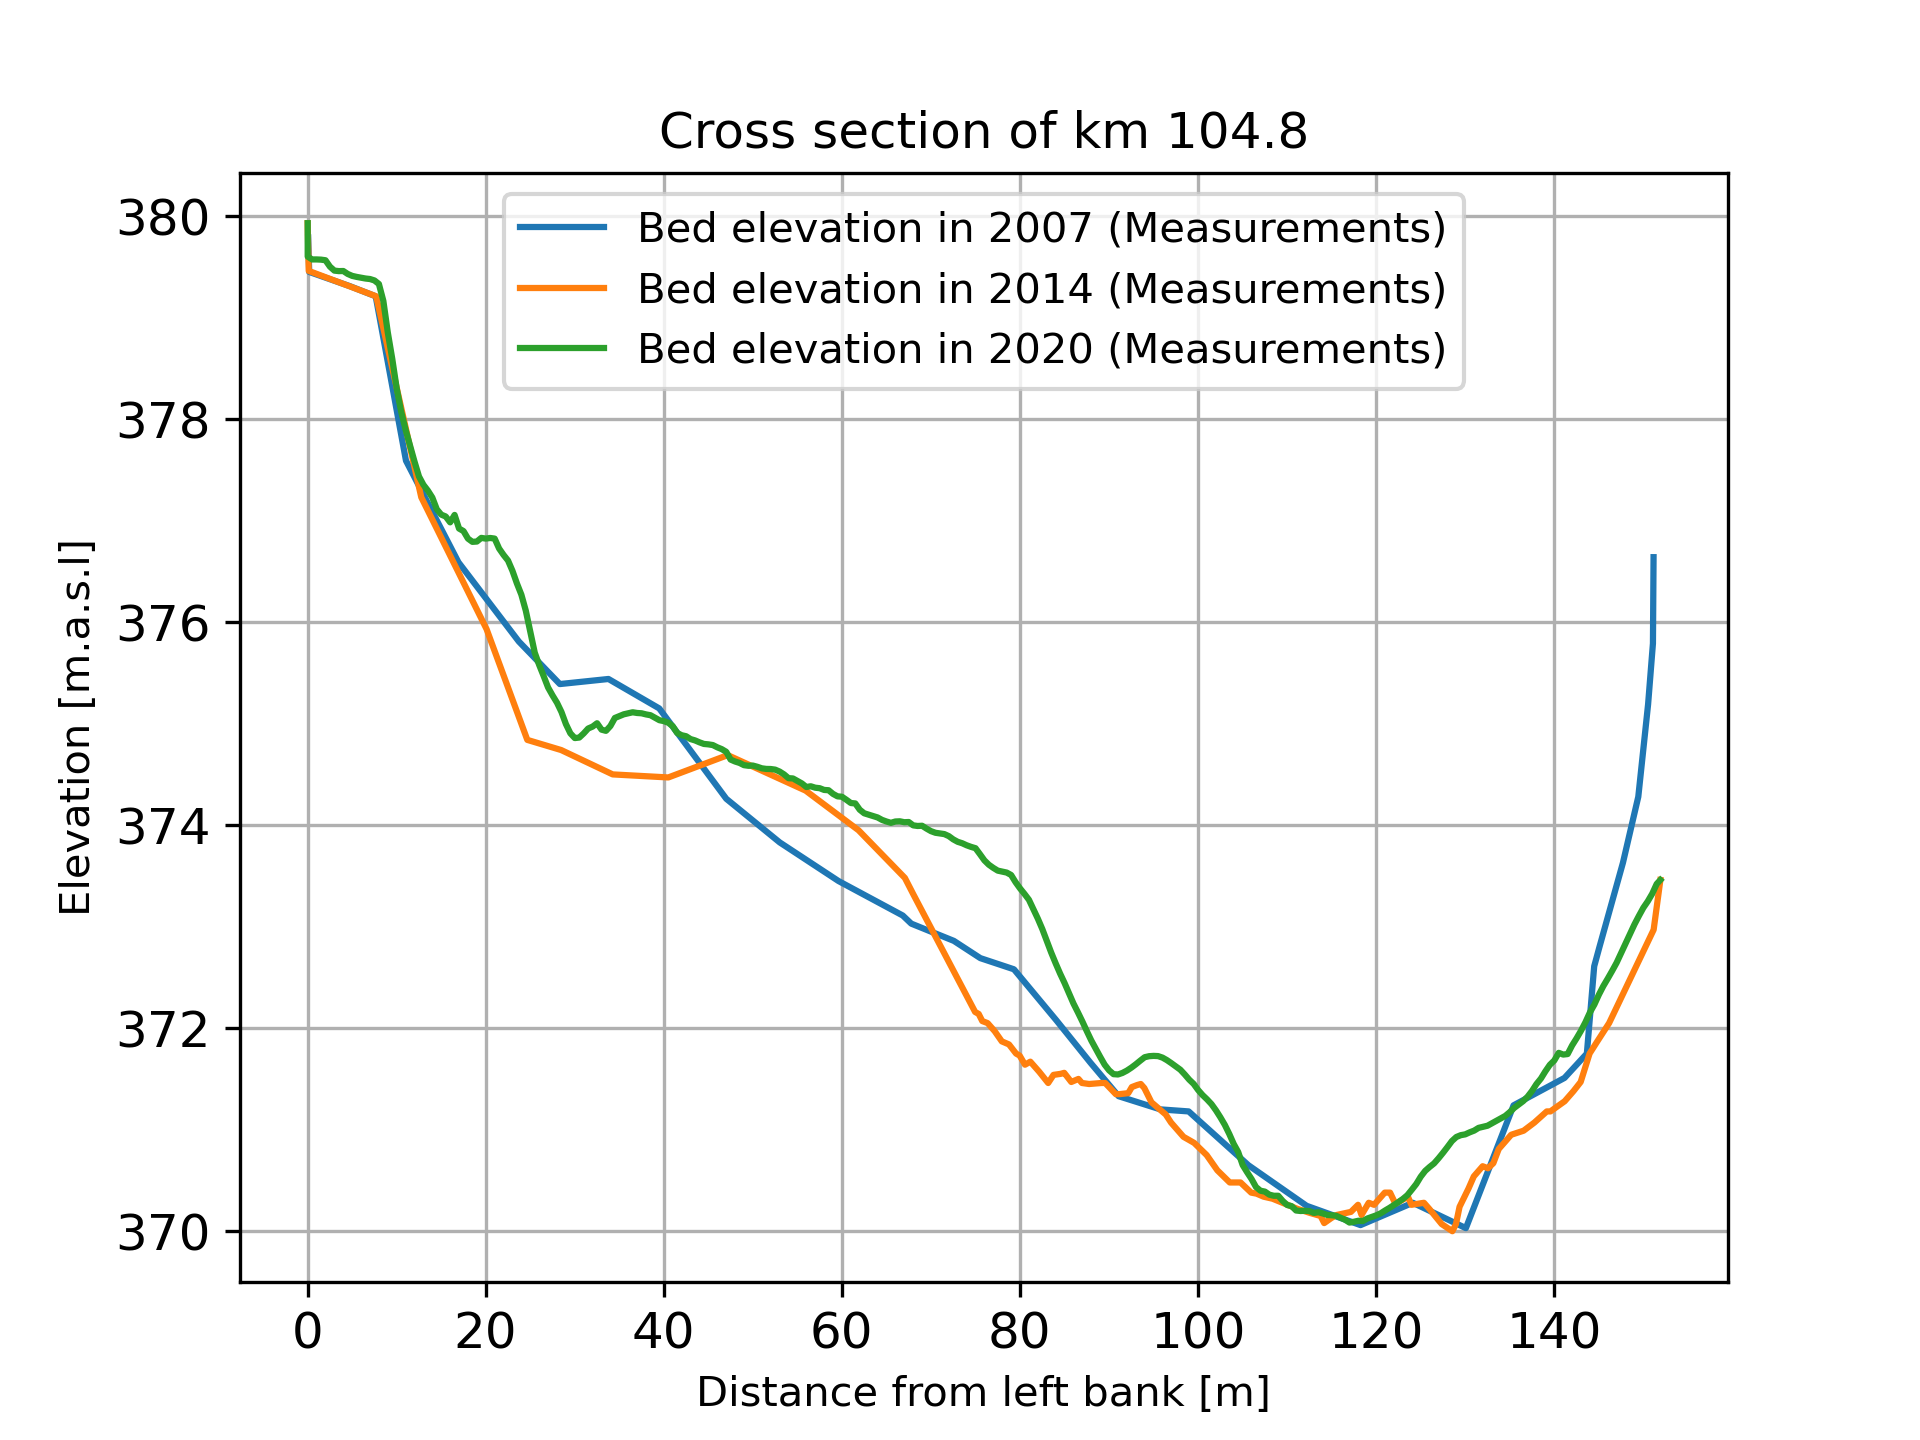 Cross section of km 104.8
Bed elevation in 2007 (Measurements)
Bed elevation in 2014 (Measurements)
Bed elevation in 2020 (Measurements)
Elevation [m.a.s.l]
380
378
376
374
372
370
0 20 40 60 80 100 120 140
Distance from left bank [m]